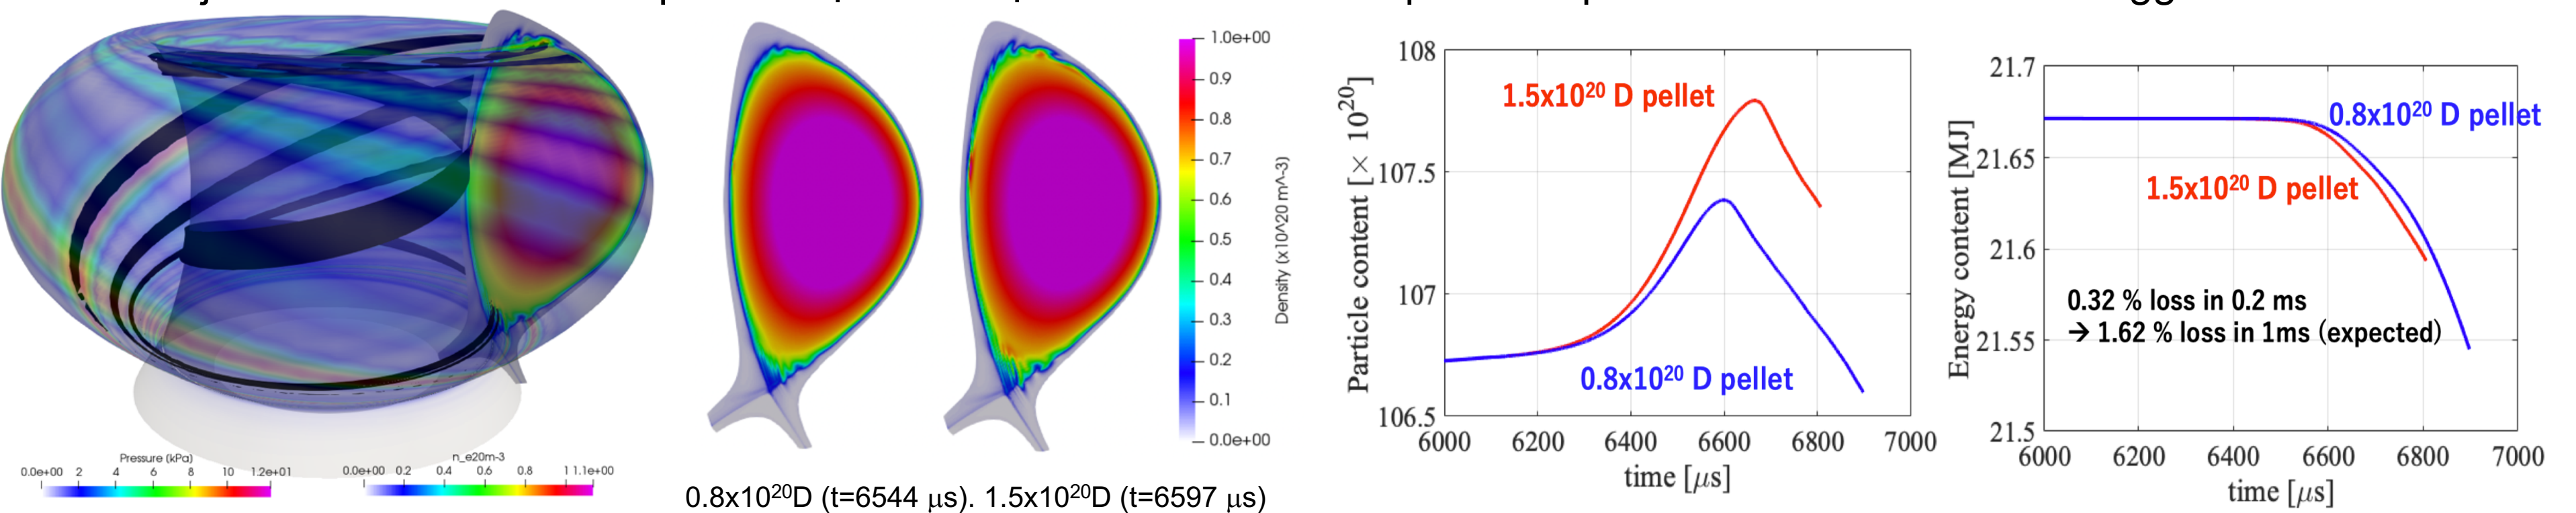 Pressure (kPa)
0.0e+00 2 4 6 8 10 1.2e+01
n_e20m-3
0.0e+00 0.2 0.4 0.6 0.8 1 1.1e+00
1.0e+00
0.9
0.8
0.7
0.6
0.5
0.4
0.3
0.2
0.1
0.0e+00
Density (x10^20 m^-3)
0.8x10²⁰D (t=6544 μs). 1.5x10²⁰D (t=6597 μs)
108
107.5
107
106.5
Particle content [× 10²⁰]
1.5x10²⁰ D pellet
0.8x10²⁰ D pellet
6000 6200 6400 6600 6800 7000
time [μs]
21.7
21.65
21.6
21.55
21.5
Energy content [MJ]
0.8x10²⁰ D pellet
1.5x10²⁰ D pellet
0.32 % loss in 0.2 ms
→ 1.62 % loss in 1ms (expected)
6000 6200 6400 6600 6800 7000
time [μs]